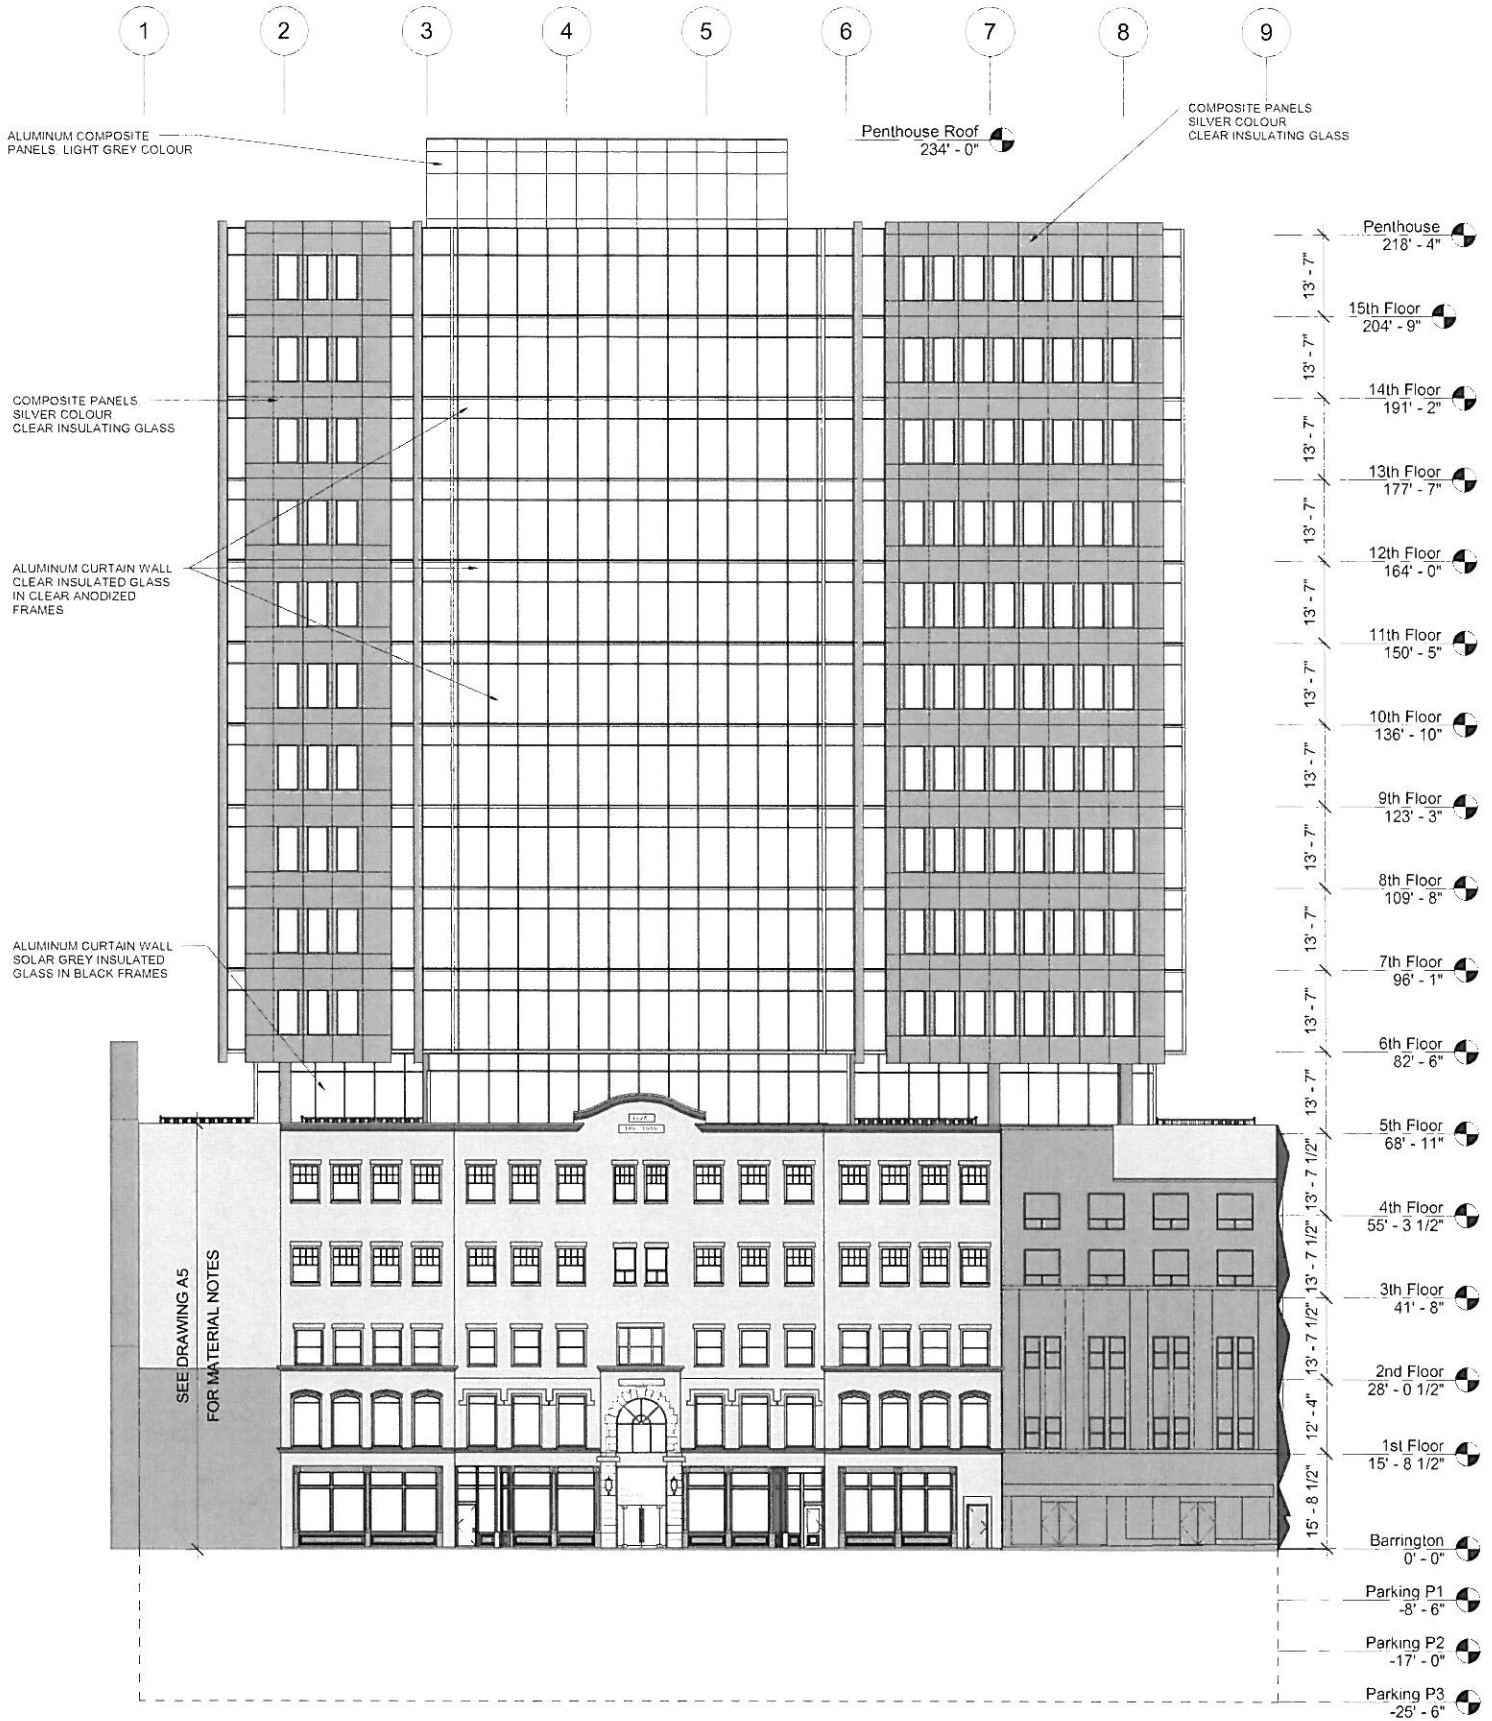 1
2
3
4
5
6
7
8
9
ALUMINUM COMPOSITE
PANELS. LIGHT GREY COLOUR
Penthouse Roof
234' - 0"
COMPOSITE PANELS
SILVER COLOUR
CLEAR INSULATING GLASS
Penthouse
218' - 4"
13' - 7"
15th Floor
204' - 9"
13' - 7"
COMPOSITE PANELS
SILVER COLOUR
CLEAR INSULATING GLASS
14th Floor
191' - 2"
13' - 7"
13th Floor
177' - 7"
13' - 7"
ALUMINUM CURTAIN WALL
CLEAR INSULATED GLASS
IN CLEAR ANODIZED
FRAMES
12th Floor
164' - 0"
13' - 7"
11th Floor
150' - 5"
13' - 7"
10th Floor
136' - 10"
13' - 7"
9th Floor
123' - 3"
13' - 7"
8th Floor
109' - 8"
13' - 7"
ALUMINUM CURTAIN WALL
SOLAR GREY INSULATED
GLASS IN BLACK FRAMES
7th Floor
96' - 1"
13' - 7"
6th Floor
82' - 6"
13' - 7"
5th Floor
68' - 11"
13' - 7 1/2"
4th Floor
55' - 3 1/2"
13' - 7 1/2"
3th Floor
41' - 8"
13' - 7 1/2"
SEE DRAWING A5
FOR MATERIAL NOTES
2nd Floor
28' - 0 1/2"
12' - 4"
1st Floor
15' - 8 1/2"
15' - 8 1/2"
Barrington
0' - 0"
Parking P1
-8' - 6"
Parking P2
-17' - 0"
Parking P3
-25' - 6"